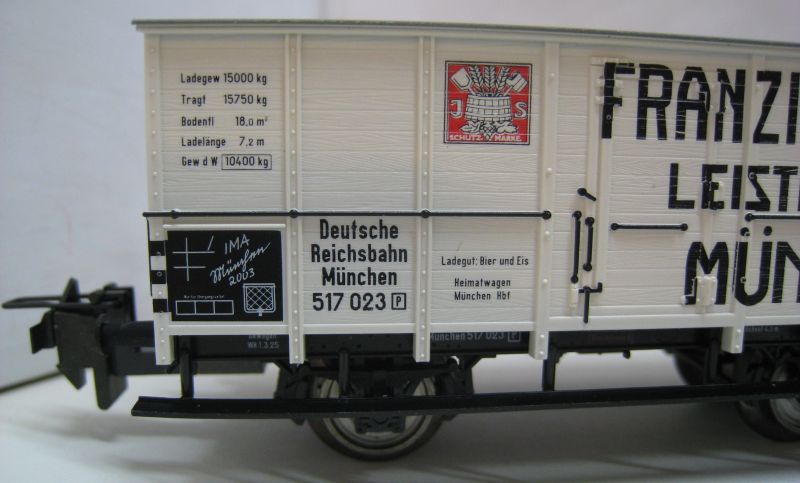 Ladegew 15000 kg
Tragf 15750 kg
Bodenfl 18,0 m²
Ladelänge 7,2 m
Gew d W 10400 kg
J S
SCHUTZ MARKE.
FRANZI
LEIST
MÜN
IMA
München
2003
Deutsche
Reichsbahn
München
517 023 P
Ladegut: Bier und Eis
Heimatwagen
München Hbf
München 517 023 P